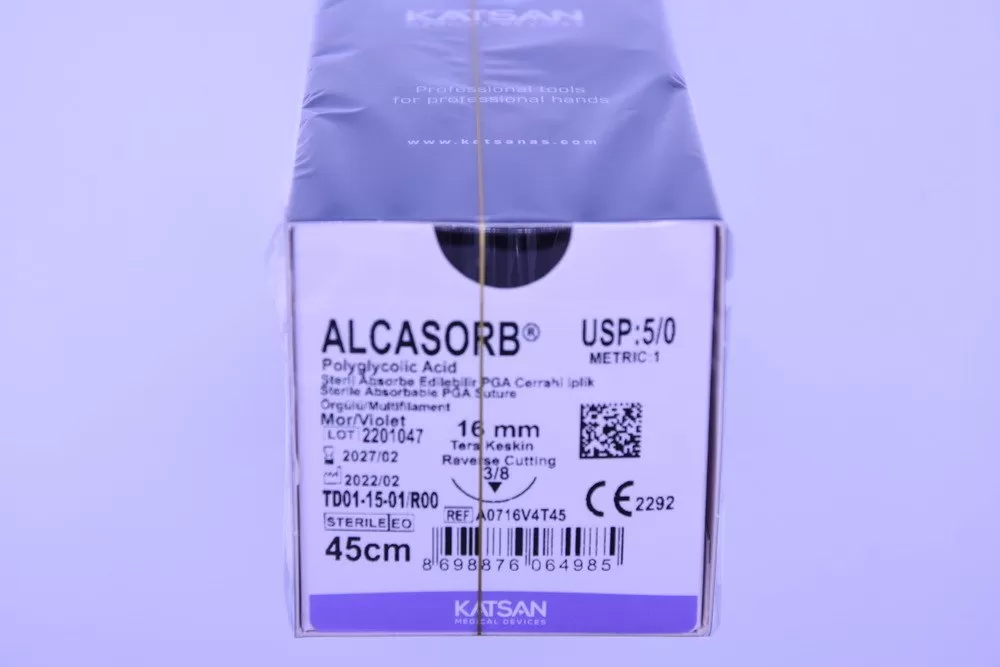 KATSAN
MEDICAL DEVICES
Professional tools
for professional hands
www.katsanas.com
ALCASORB®
USP:5/0
METRIC:1
Polyglycolic Acid
Steril Absorbe Edilebilir PGA Cerrahi İplik
Sterile Absorbable PGA Suture
Örgülü/Multifilament
Mor/Violet
LOT 2201047
16 mm
Ters Keskin
Reverse Cutting
3/8
2027/02
2022/02
TD01-15-01/R00
STERILE EO
REF A0716V4T45
CE 2292
45cm
8 698876 064985
KATSAN
MEDICAL DEVICES